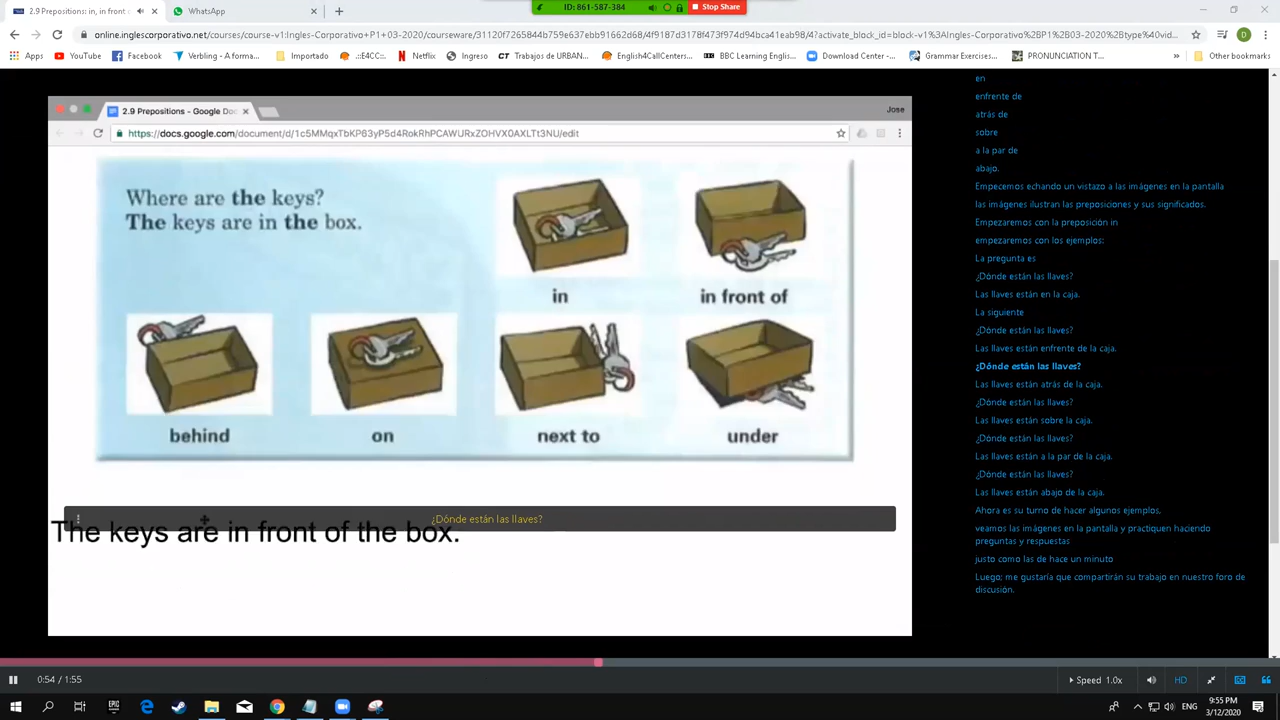 2.9 Prepositions: in, in front
WhatsApp
ID: 861-587-384
Stop Share
online.inglescorporativo.net/courses/course-v1:Ingles-Corporativo+P1+03-2020/courseware/31120f7265844b759e637ebb91662d68/4f9187d3178f473f974d94bca41eab98/4?activate_block_id=block-v1%3AIngles-Corporativo%2BP1%2B03-2020%2Btype%40vid...
D
Apps
YouTube
Facebook
Verbling - A format...
Importado
.::E4CC::.
Netflix
Ingreso
CT Trabajos de URBAN...
English4CallCenters...
BBC Learning Englis...
Download Center -...
Grammar Exercises...
PRONUNCIATION T...
Other bookmarks
2.9 Prepositions - Google Do
Jose
https://docs.google.com/document/d/1c5MMqxTbKPB3yP5d4RokRhPCAWURxZOHVX0AXLTt3NU/edit
Where are the keys?
The keys are in the
in
in front of
behind
on
next to
under
¿Dónde están las llaves?
The keys are in front of the box.
en
enfrente de
atrás de
sobre
a la par de
abajo.
Empecemos echando un vistazo a las imágenes en la pantalla
las imágenes ilustran las preposiciones y sus significados.
Empezaremos con la preposición in
empezaremos con los ejemplos:
La pregunta es
¿Dónde están las llaves?
Las llaves están en la caja.
La siguiente
¿Dónde están las llaves?
Las llaves están enfrente de la caja.
¿Dónde están las llaves?
Las llaves están atrás de la caja.
¿Dónde están las llaves?
Las llaves están sobre la caja.
¿Dónde están las llaves?
Las llaves están a la par de la caja.
¿Dónde están las llaves?
Las llaves están abajo de la caja.
Ahora es su turno de hacer algunos ejemplos,
veamos las imágenes en la pantalla y practiquen haciendo
preguntas y respuestas
justo como las de hace un minuto
Luego; me gustaría que compartirán su trabajo en nuestro foro de
discusión.
0:54 / 1:55
Speed 1.0x
HD
ENG
9:55 PM
3/12/2020